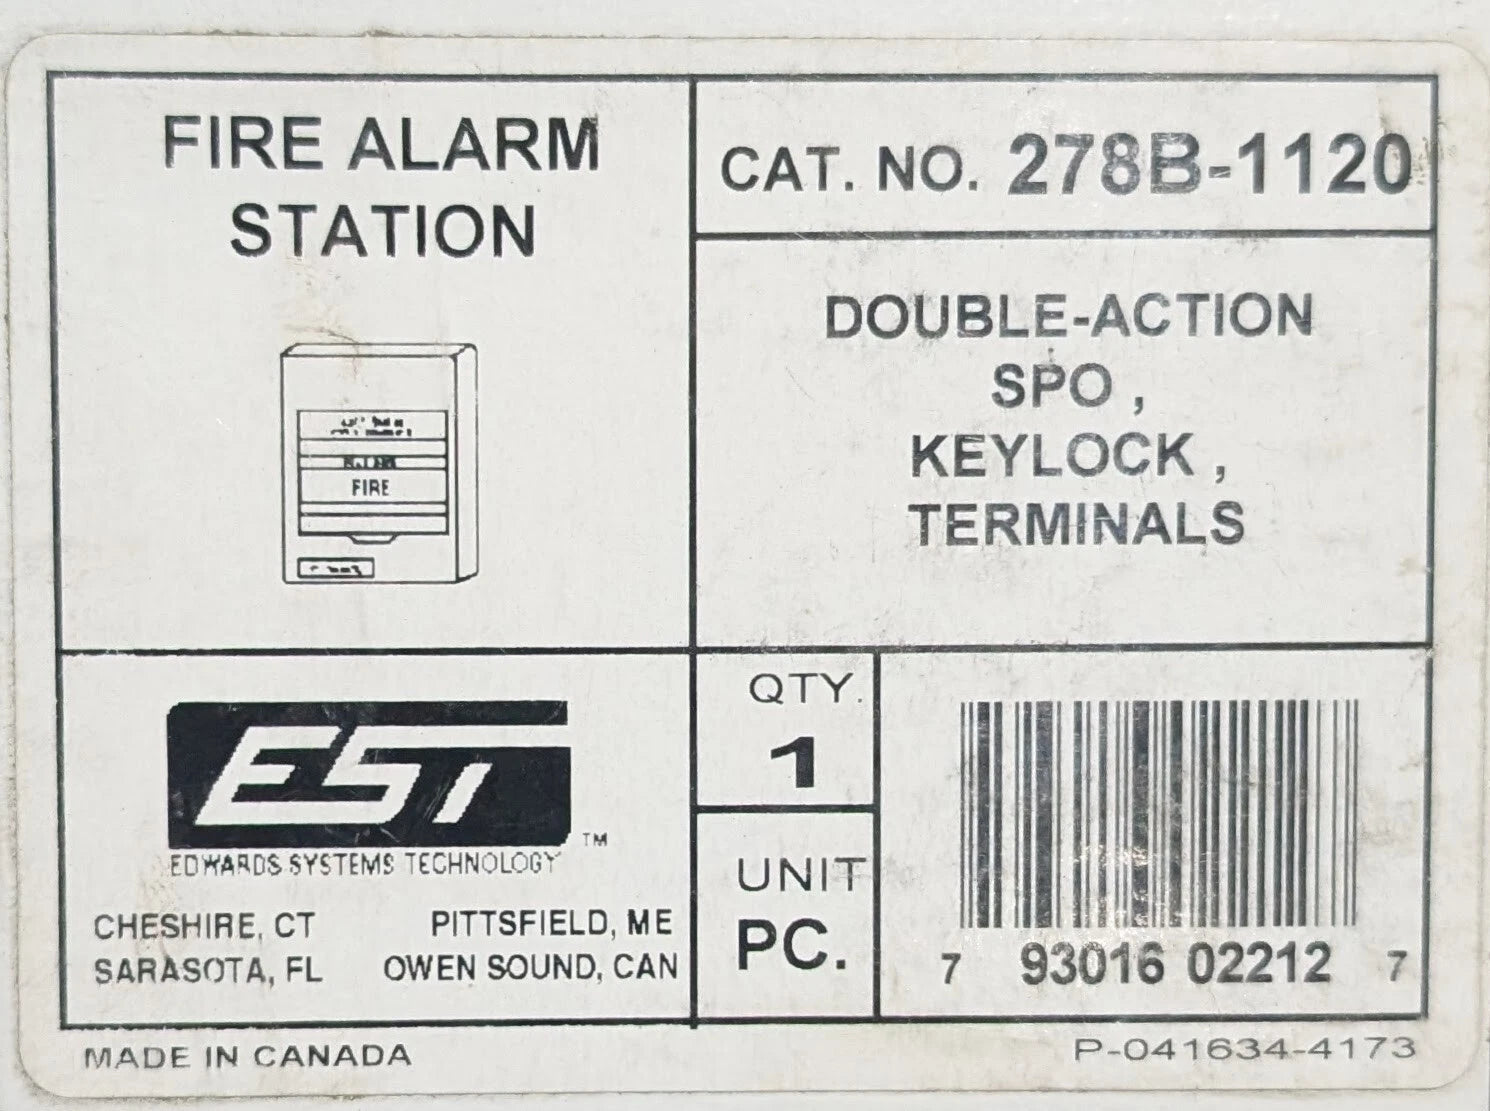 FIRE ALARM
STATION
FIRE
CAT. NO. 278B-1120
DOUBLE-ACTION
SPO ,
KEYLOCK ,
TERMINALS
EST
™
EDWARDS SYSTEMS TECHNOLOGY
CHESHIRE, CT PITTSFIELD, ME
SARASOTA, FL OWEN SOUND, CAN
QTY.
1
UNIT
PC.
7 93016 02212 7
MADE IN CANADA
P-041634-4173